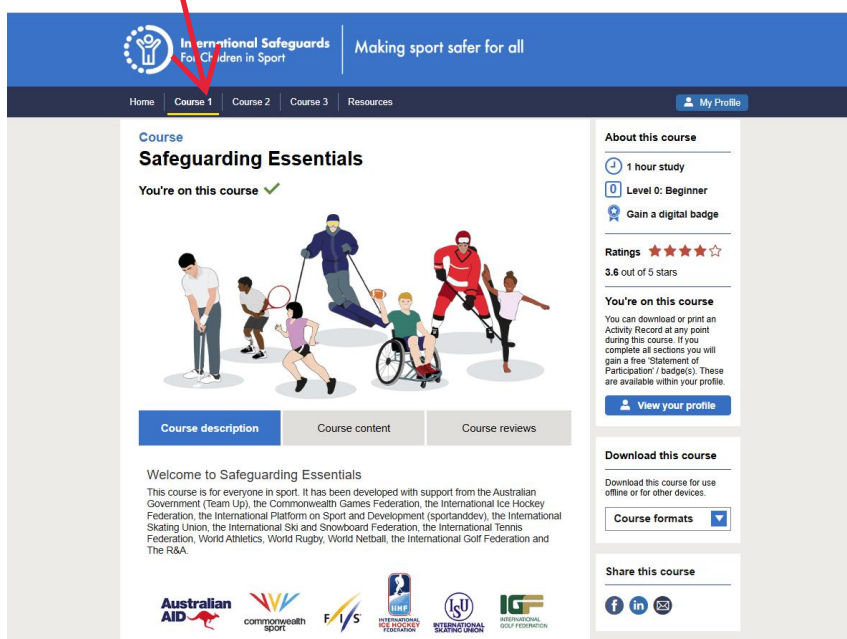 International Safeguards
For Children in Sport
Making sport safer for all
Home
Course 1
Course 2
Course 3
Resources
My Profile
Course
Safeguarding Essentials
You're on this course
Course description
Course content
Course reviews
Welcome to Safeguarding Essentials
This course is for everyone in sport. It has been developed with support from the Australian
Government (Team Up), the Commonwealth Games Federation, the International Ice Hockey
Federation, the International Platform on Sport and Development (sportanddev), the International
Skating Union, the International Ski and Snowboard Federation, the International Tennis
Federation, World Athletics, World Rugby, World Netball, the International Golf Federation and
The R&A.
Australian
AID
commonwealth
sport
F I S
IIHF
INTERNATIONAL
ICE HOCKEY
FEDERATION
ISU
INTERNATIONAL
SKATING UNION
IGF
INTERNATIONAL
GOLF FEDERATION
About this course
1 hour study
0 Level 0: Beginner
Gain a digital badge
Ratings
3.6 out of 5 stars
You're on this course
You can download or print an
Activity Record at any point
during this course. If you
complete all sections you will
gain a free 'Statement of
Participation' / badge(s). These
are available within your profile.
View your profile
Download this course
Download this course for use
offline or for other devices.
Course formats
Share this course
f in